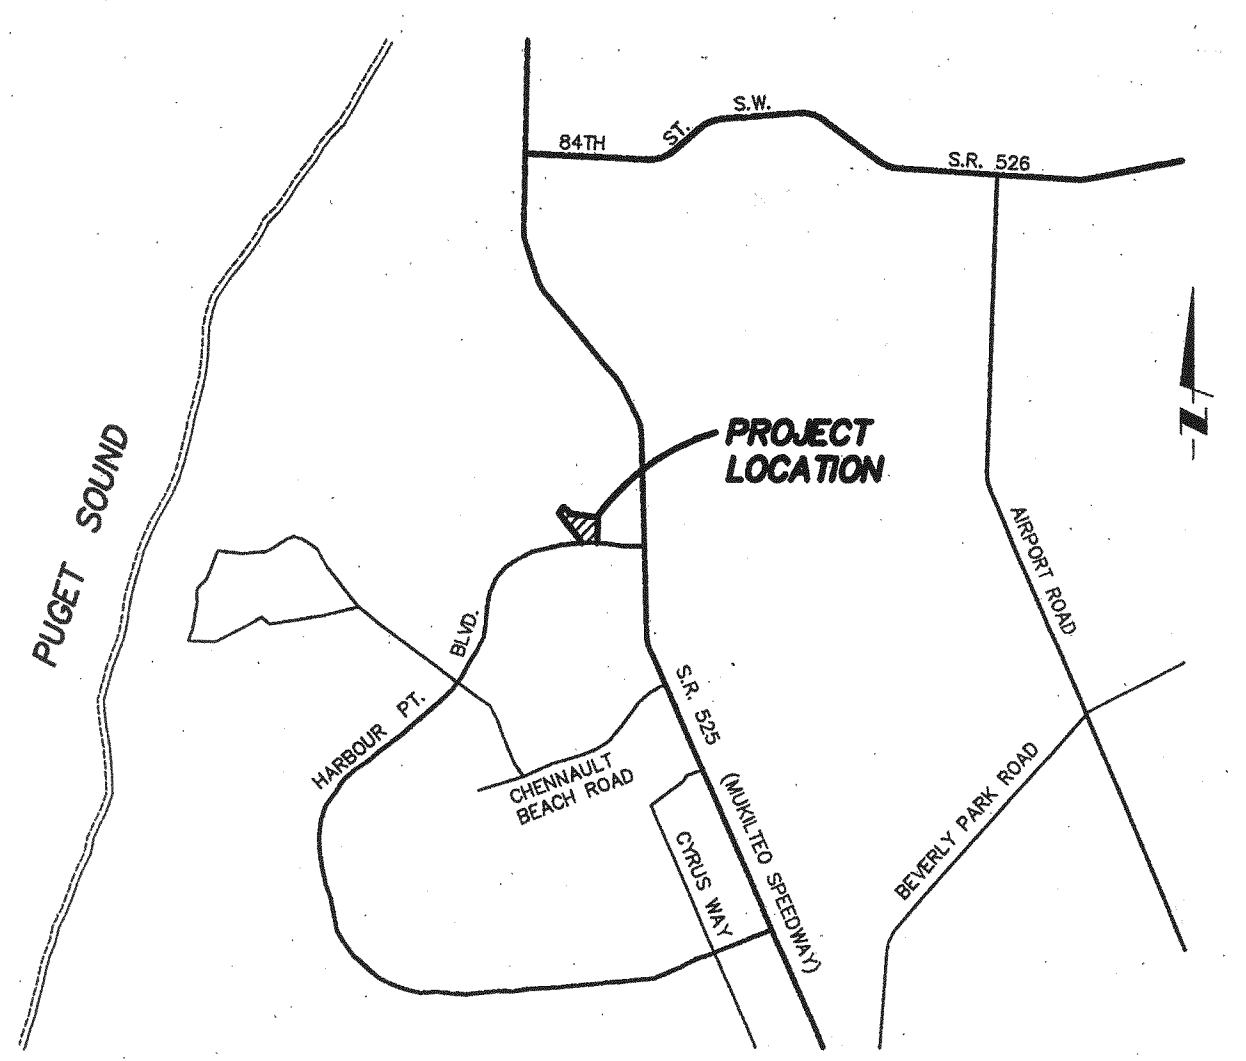 S.W.
84TH
ST.
S.R. 526
PROJECT
LOCATION
PUGET SOUND
AIRPORT ROAD
HARBOUR PT. BLVD.
S.R. 525
(MUKILTEO SPEEDWAY)
CHENNAULT
BEACH ROAD
CYRUS WAY
BEVERLY PARK ROAD
N